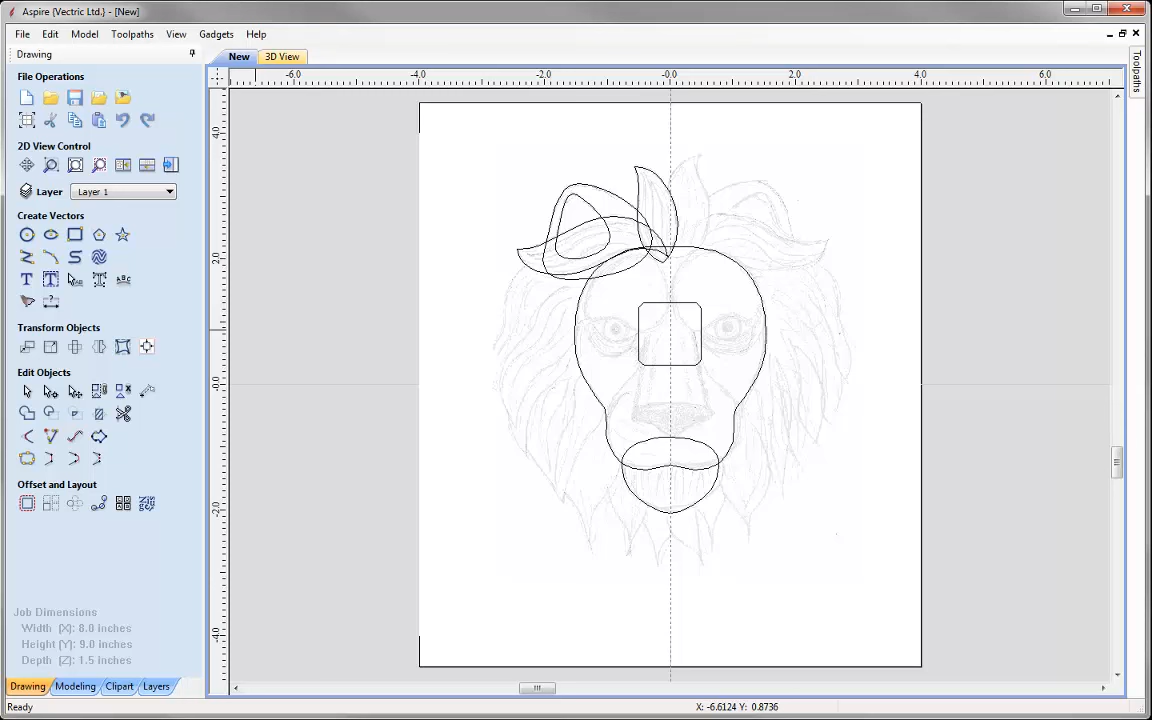 Aspire {Vectric Ltd.} - [New]
File Edit Model Toolpaths View Gadgets Help
Drawing
New 3D View
Toolpaths
-6.0 -4.0 -2.0 -0.0 2.0 4.0 6.0
4.0
2.0
-0.0
-2.0
-4.0
File Operations
2D View Control
Layer Layer 1
Create Vectors
Transform Objects
Edit Objects
Offset and Layout
Job Dimensions
Width (X): 8.0 inches
Height (Y): 9.0 inches
Depth (Z): 1.5 inches
Drawing Modeling Clipart Layers
Ready
X: -6.6124 Y: 0.8736